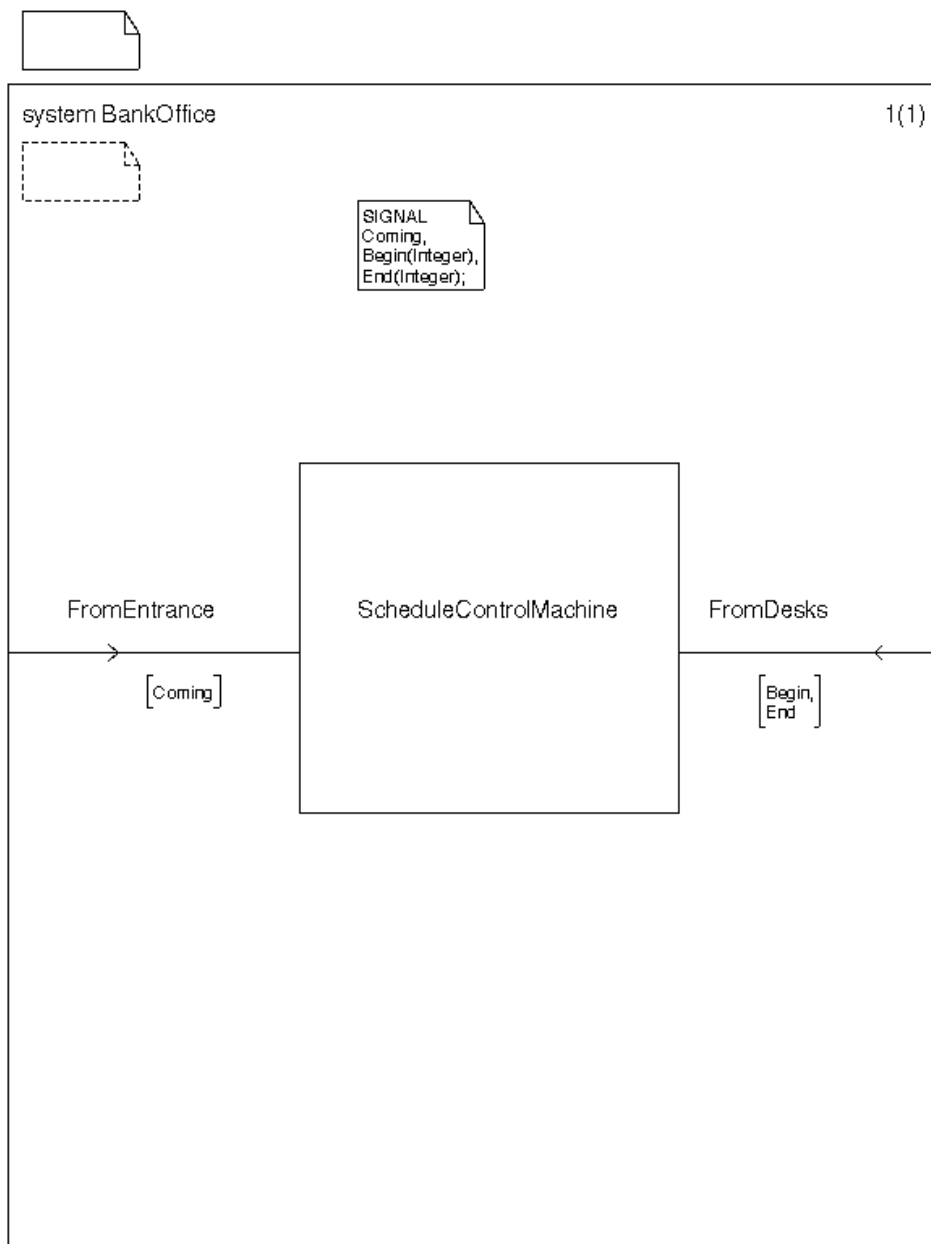 system BankOffice
1(1)
SIGNAL
Coming,
Begin(Integer),
End(Integer);
FromEntrance
ScheduleControlMachine
FromDesks
[Coming]
[Begin,
End]